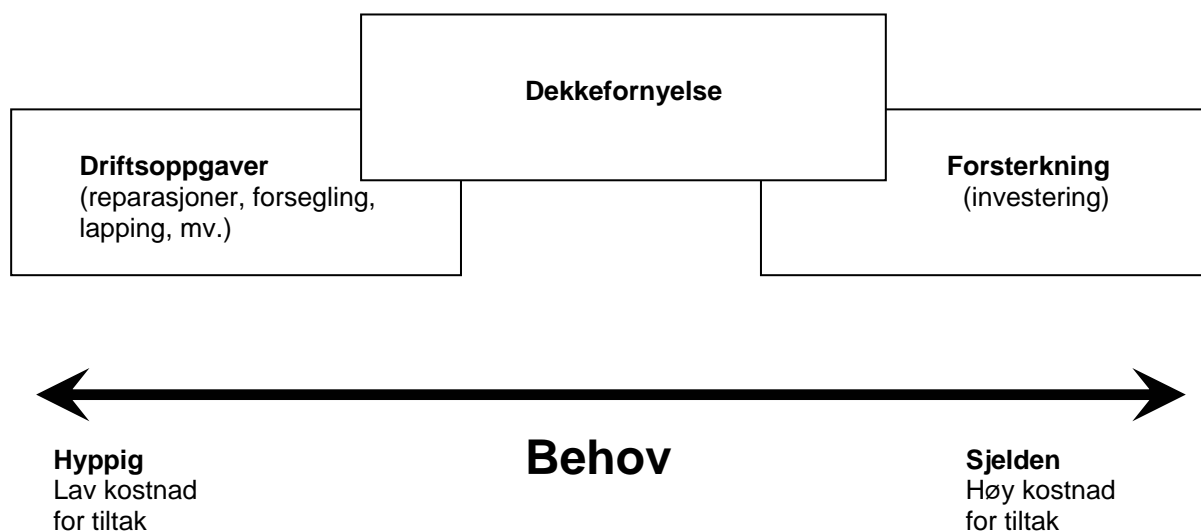 Dekkefornyelse
Driftsoppgaver
(reparasjoner, forsegling,
lapping, mv.)
Forsterkning
(investering)
Behov
Hyppig
Lav kostnad
for tiltak
Sjelden
Høy kostnad
for tiltak